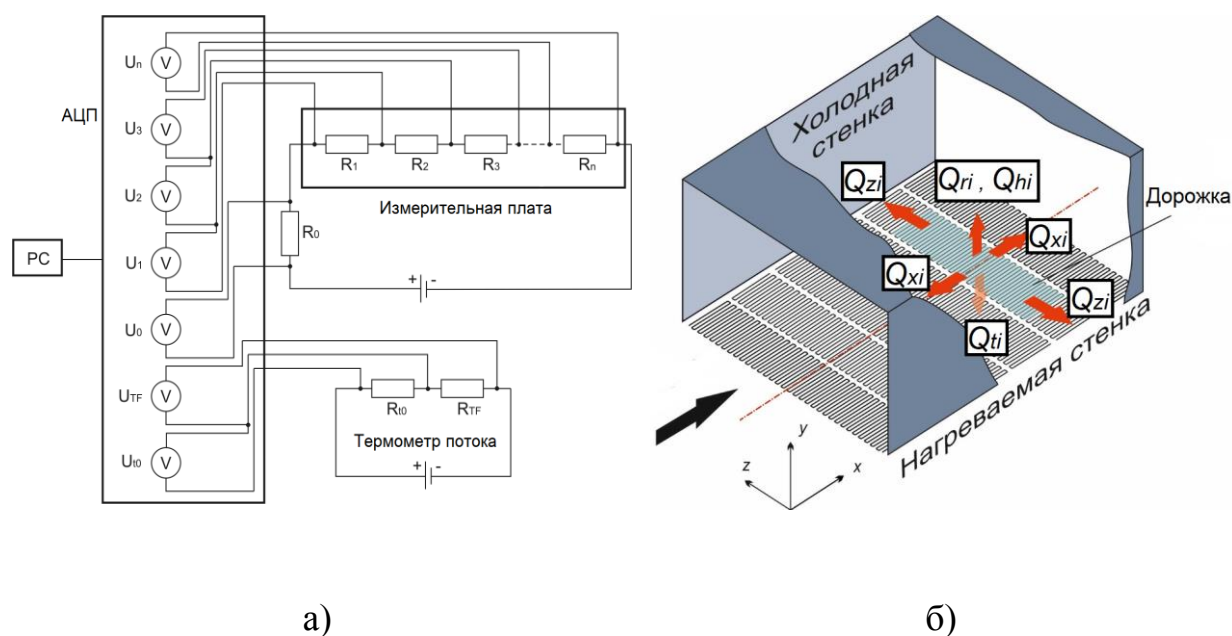 АЦП
Un
U3
U2
U1
U0
UTF
Ut0
V
V
V
V
V
V
V
PC
R1
R2
R3
Rn
Измерительная плата
R0
+ -
Rt0
RTF
Термометр потока
+ -
а)
Холодная
стенка
Qzi
Qri , Qhi
Дорожка
Qxi
Qxi
Qzi
Qti
Нагреваемая стенка
y
z
x
б)